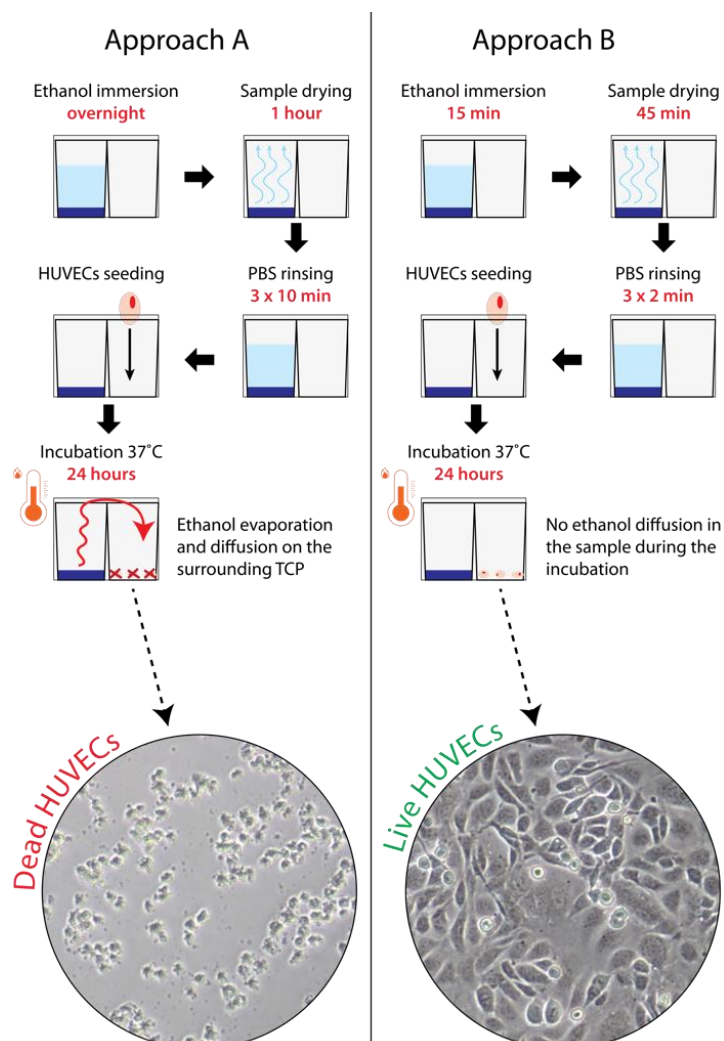 Approach A
Ethanol immersion
overnight
Sample drying
1 hour
HUVECs seeding
PBS rinsing
3 x 10 min
Incubation 37˚C
24 hours
Ethanol evaporation
and diffusion on the
surrounding TCP
Dead HUVECs
Approach B
Ethanol immersion
15 min
Sample drying
45 min
HUVECs seeding
PBS rinsing
3 x 2 min
Incubation 37˚C
24 hours
No ethanol diffusion in
the sample during the
incubation
Live HUVECs